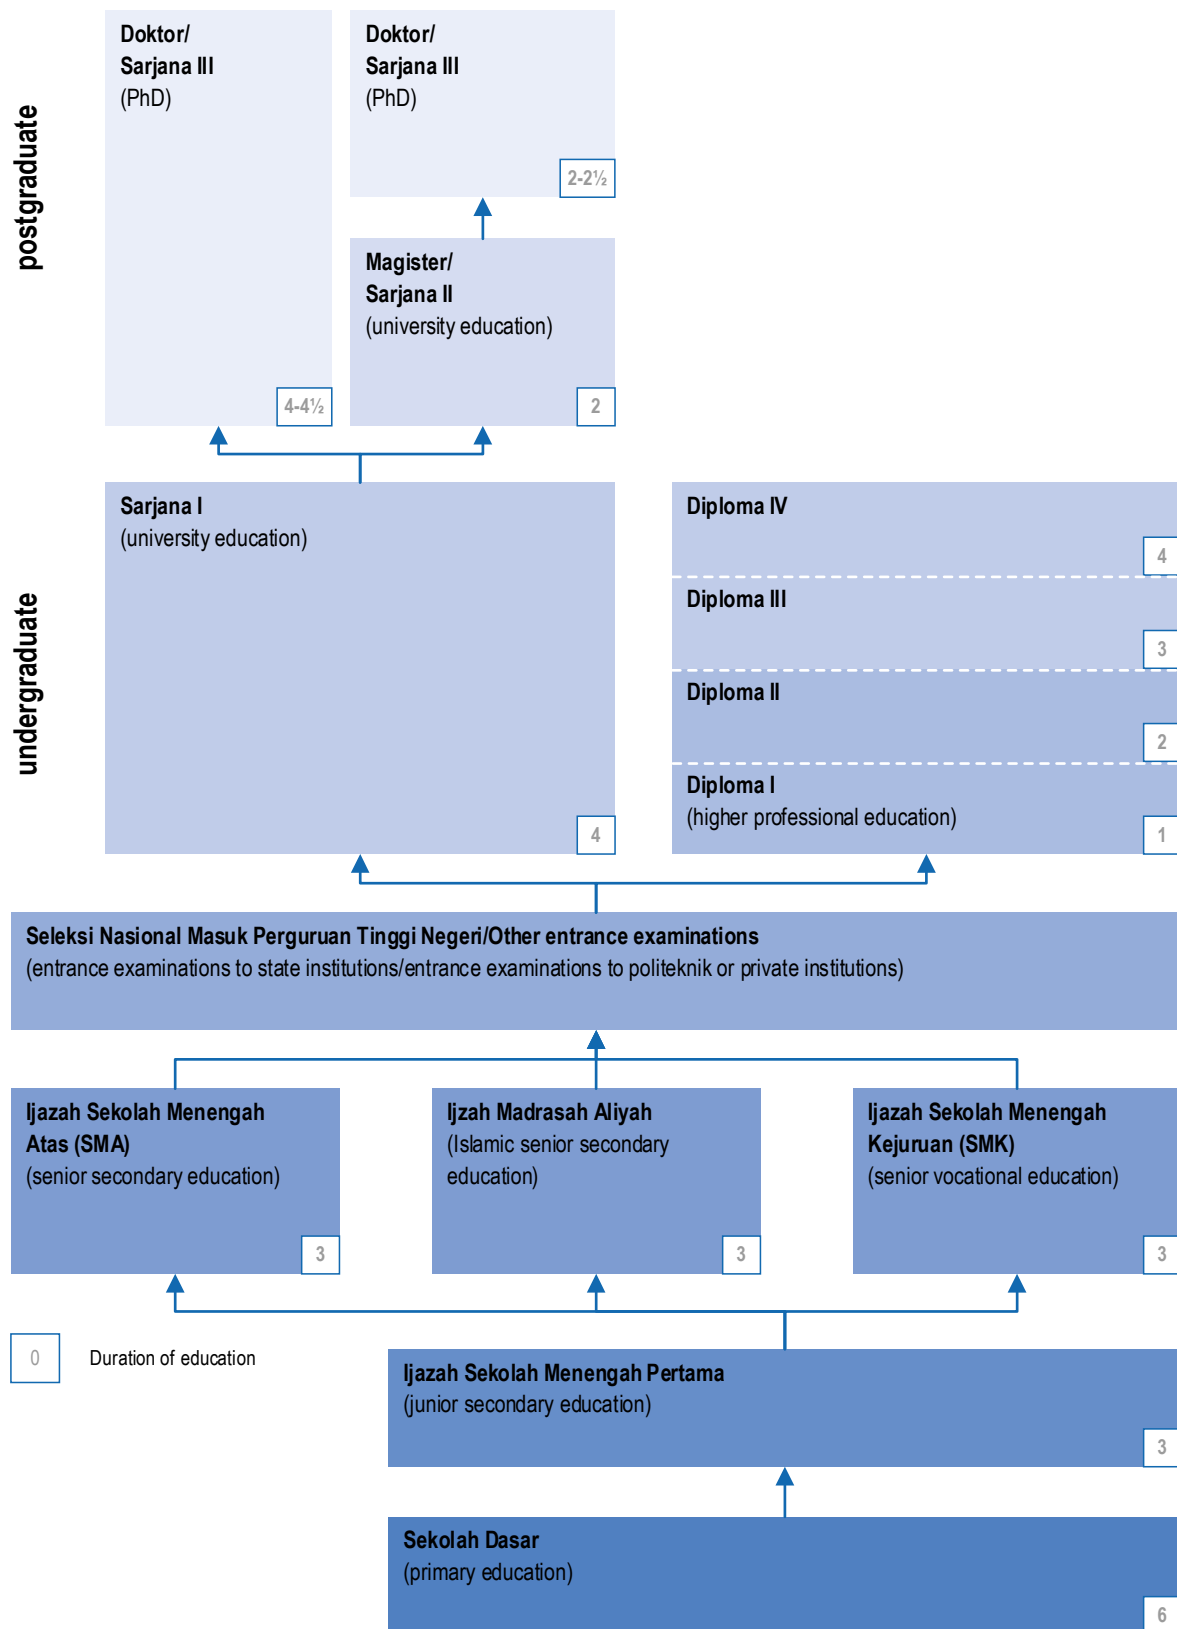 postgraduate
Doktor/
Sarjana III
(PhD)
4-4½
Doktor/
Sarjana III
(PhD)
2-2½
Magister/
Sarjana II
(university education)
2
undergraduate
Sarjana I
(university education)
4
Diploma IV
4
Diploma III
3
Diploma II
2
Diploma I
(higher professional education)
1
Seleksi Nasional Masuk Perguruan Tinggi Negeri/Other entrance examinations
(entrance examinations to state institutions/entrance examinations to politeknik or private institutions)
Ijazah Sekolah Menengah
Atas (SMA)
(senior secondary education)
3
Ijzah Madrasah Aliyah
(Islamic senior secondary
education)
3
Ijazah Sekolah Menengah
Kejuruan (SMK)
(senior vocational education)
3
0 Duration of education
Ijazah Sekolah Menengah Pertama
(junior secondary education)
3
Sekolah Dasar
(primary education)
6